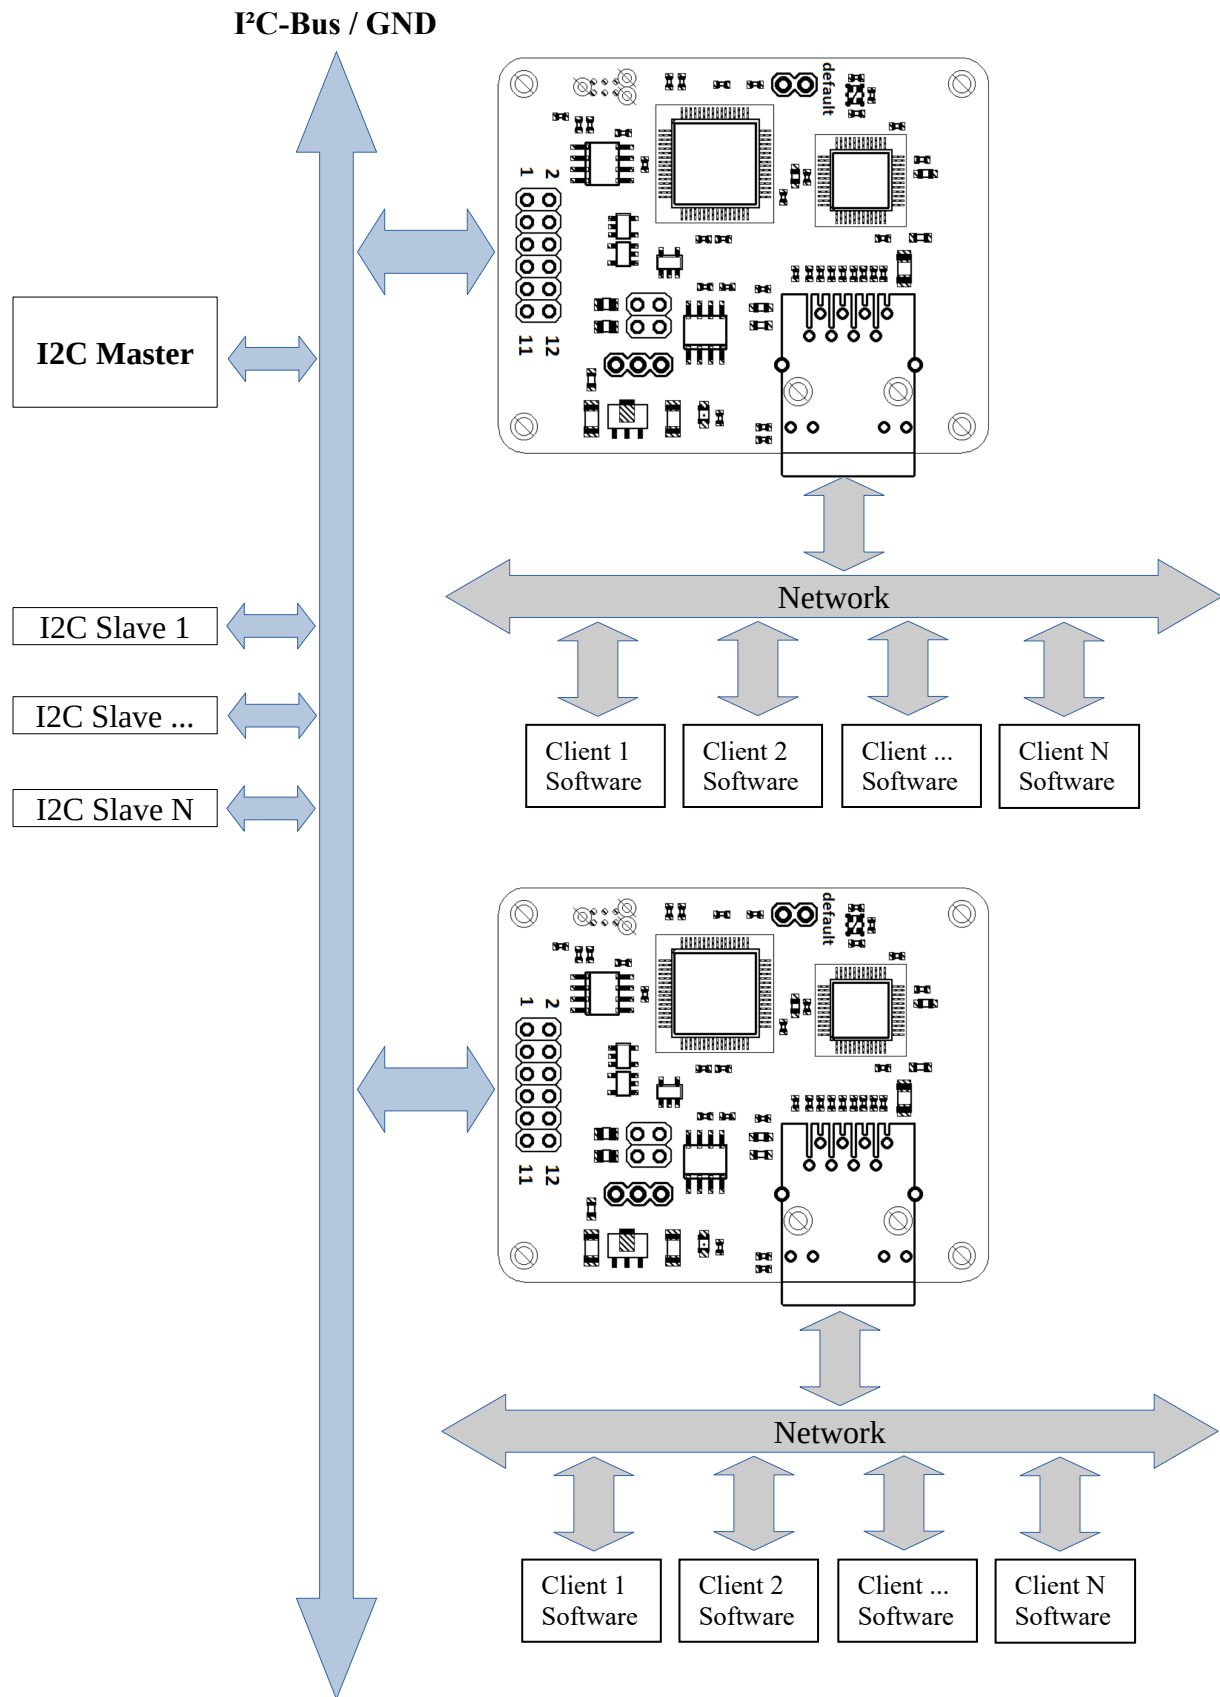 I²C-Bus / GND
default
1 2
11 12
I2C Master
Network
I2C Slave 1
I2C Slave ...
I2C Slave N
Client 1
Software
Client 2
Software
Client ...
Software
Client N
Software
default
1 2
11 12
Network
Client 1
Software
Client 2
Software
Client ...
Software
Client N
Software